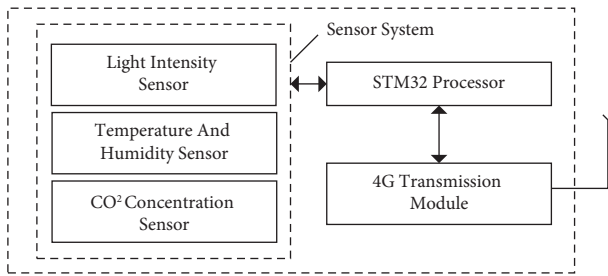 Sensor System
Light Intensity
Sensor
Temperature And
Humidity Sensor
CO² Concentration
Sensor
STM32 Processor
4G Transmission
Module